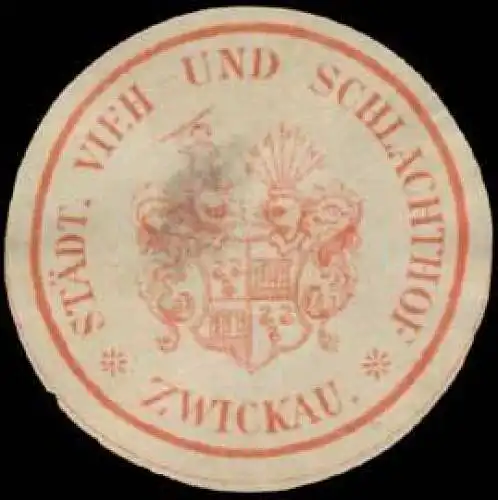 STÄDT. VIEH UND SCHLACHTHOF
ZWICKAU.